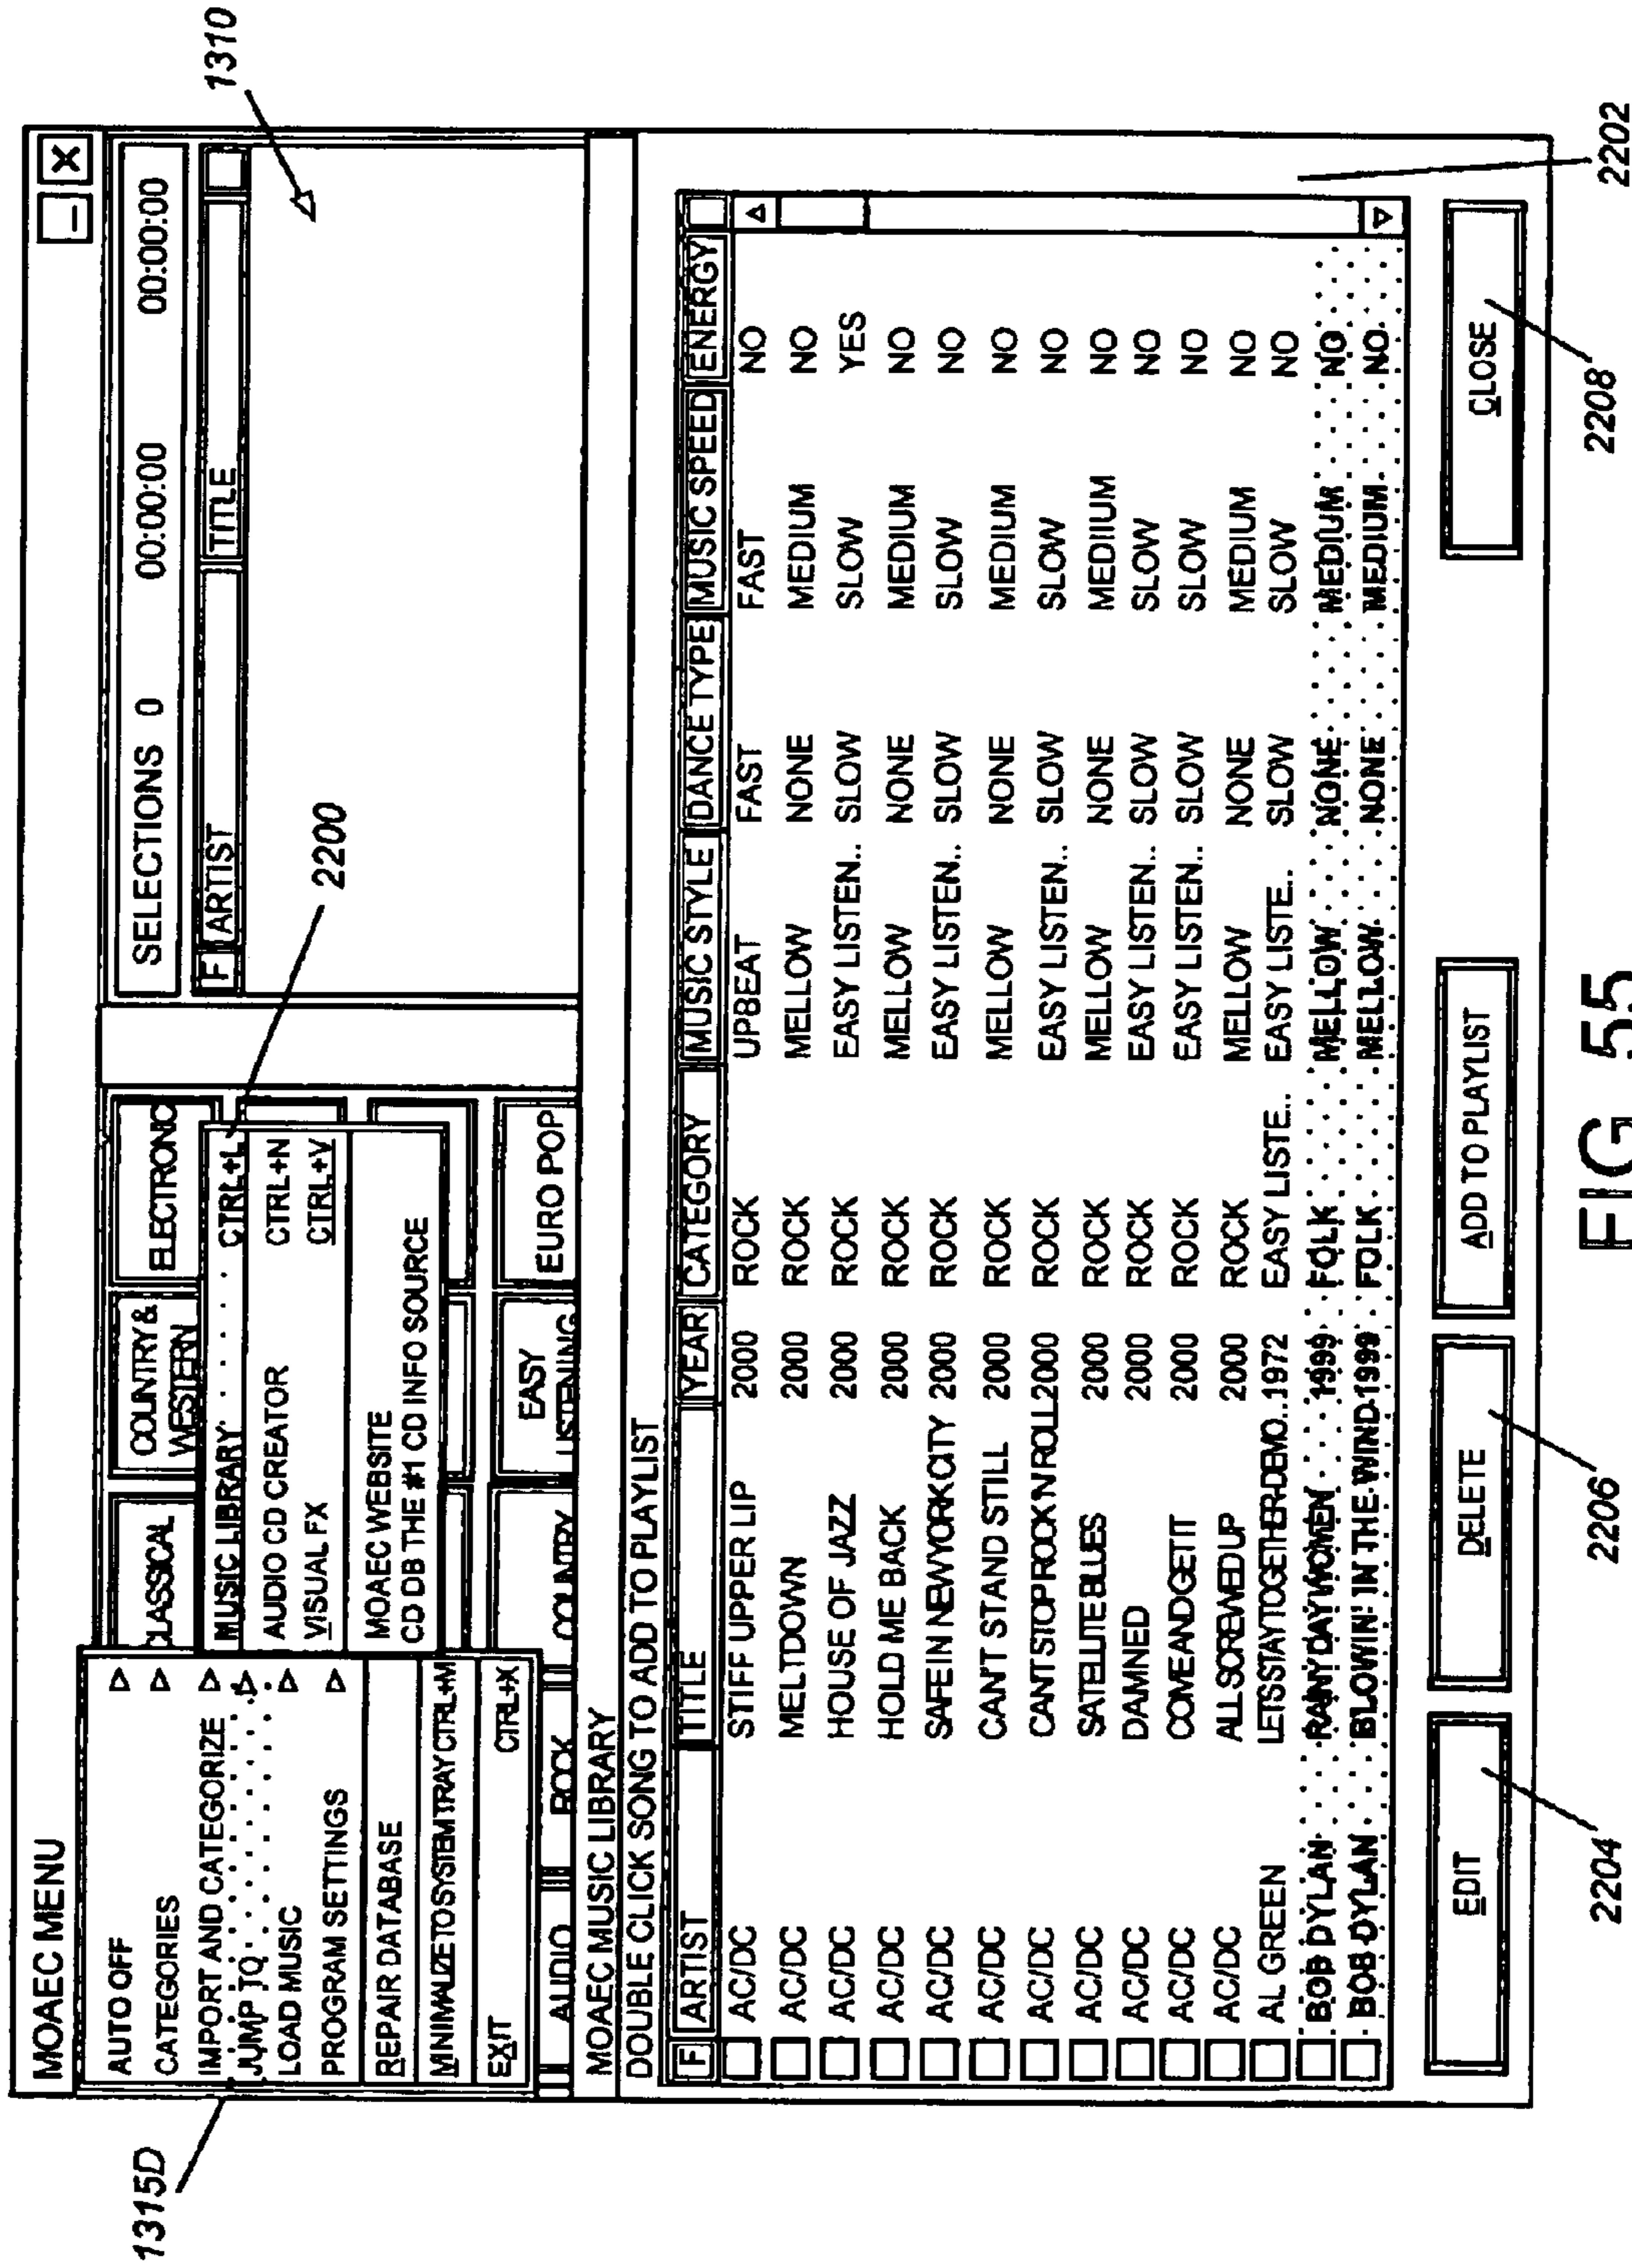 MOAEC MENU
1315D
AUTO OFF
CATEGORIES
IMPORT AND CATEGORIZE
JUMP TO
LOAD MUSIC
PROGRAM SETTINGS
REPAIR DATABASE
MINIMALIZE TO SYSTEM TRAY CTRL+M
EXIT CTRL+X
CLASSICAL
COUNTRY & WESTERN
ELECTRONIC
MUSIC LIBRARY CTRL+L
AUDIO CD CREATOR CTRL+N
VISUAL FX CTRL+V
MOAEC WEBSITE
CD DB THE #1 CD INFO SOURCE
2200
AUDIO ROCK COUNTRY
EASY LISTENING
EURO POP
SELECTIONS 0 00:00:00 00:00:00
F ARTIST TITLE
1310
_ X
MOAEC MUSIC LIBRARY
DOUBLE CLICK SONG TO ADD TO PLAYLIST
F ARTIST TITLE YEAR CATEGORY MUSIC STYLE DANCE TYPE MUSIC SPEED ENERGY
AC/DC STIFF UPPER LIP 2000 ROCK UPBEAT FAST FAST NO
AC/DC MELTDOWN 2000 ROCK MELLOW NONE MEDIUM NO
AC/DC HOUSE OF JAZZ 2000 ROCK EASY LISTEN.. SLOW SLOW YES
AC/DC HOLD ME BACK 2000 ROCK MELLOW NONE MEDIUM NO
AC/DC SAFE IN NEW YORK CITY 2000 ROCK EASY LISTEN.. SLOW SLOW NO
AC/DC CAN'T STAND STILL 2000 ROCK MELLOW NONE MEDIUM NO
AC/DC CANT STOP ROCK N ROLL 2000 ROCK EASY LISTEN.. SLOW SLOW NO
AC/DC SATELLITE BLUES 2000 ROCK MELLOW NONE MEDIIUM NO
AC/DC DAMNED 2000 ROCK EASY LISTEN.. SLOW SLOW NO
AC/DC COME AND GET IT 2000 ROCK EASY LISTEN.. SLOW SLOW NO
AC/DC ALL SCREWED UP 2000 ROCK MELLOW NONE MEDIUM NO
AL GREEN LETS STAY TOGETHER-DEMO.. 1972 EASY LISTE.. EASY LISTE.. SLOW SLOW NO
BOB DYLAN RAINY DAY WOMEN 1999 FOLK MELLOW NONE MEDIUM NO
BOB DYLAN BLOWIN' IN THE WIND 1999 FOLK MELLOW NONE MEDIUM NO
EDIT DELETE ADD TO PLAYLIST CLOSE
2204 2206 2208 2202
FIG 55